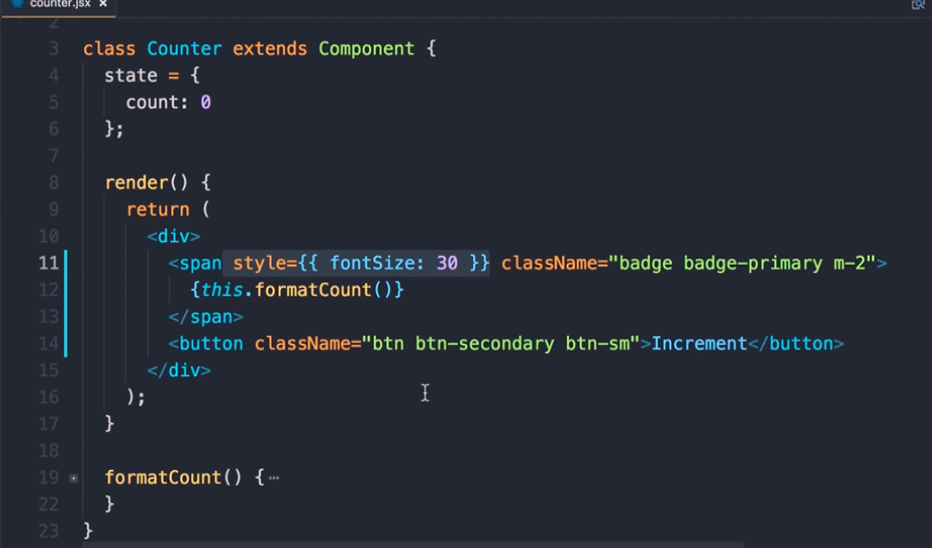 counter.jsx ×
2
3 class Counter extends Component {
4 state = {
5 count: 0
6 };
7
8 render() {
9 return (
10 <div>
11 <span style={{ fontSize: 30 }} className="badge badge-primary m-2">
12 {this.formatCount()}
13 </span>
14 <button className="btn btn-secondary btn-sm">Increment</button>
15 </div>
16 );
17 }
18
19 formatCount() {⋯
22 }
23 }